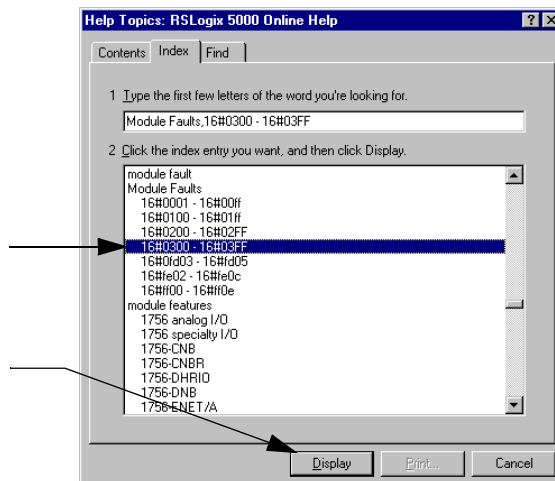 Help Topics: RSLogix 5000 Online Help
Contents Index Find
1 Type the first few letters of the word you're looking for.
Module Faults,16#0300 - 16#03FF
2 Click the index entry you want, and then click Display.
module fault
Module Faults
16#0001 - 16#00ff
16#0100 - 16#01ff
16#0200 - 16#02FF
16#0300 - 16#03FF
16#0fd03 - 16#fd05
16#fe02 - 16#fe0c
16#ff00 - 16#ff0e
module features
1756 analog I/O
1756 specialty I/O
1756-CNB
1756-CNBR
1756-DHRIO
1756-DNB
1756-ENET/A
Display Print... Cancel